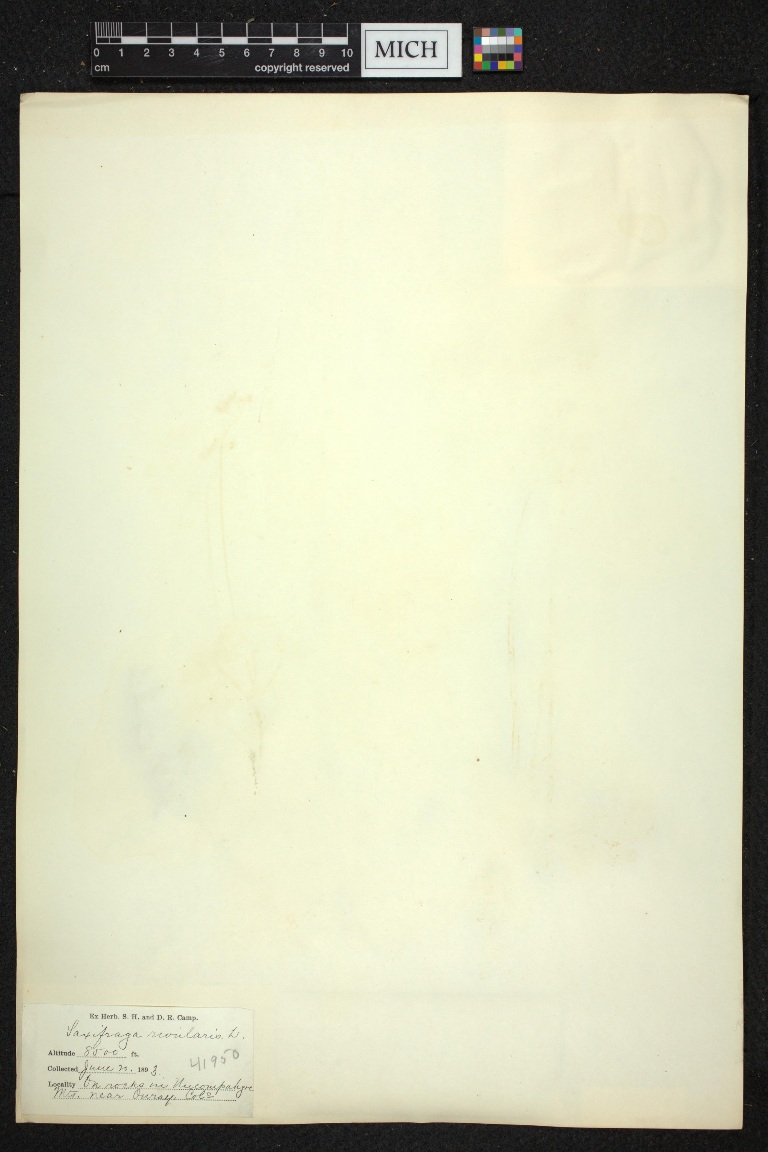 0 1 2 3 4 5 6 7 8 9 10
cm
copyright reserved
MICH
Ex Herb. S. H. and D. R. Camp.
Saxifraga rivularis L.
Altitude 8500 ft.
Collected June 21. 1893
41950
Locality On rocks in Uncompahgre
Mts. near Ouray Colo